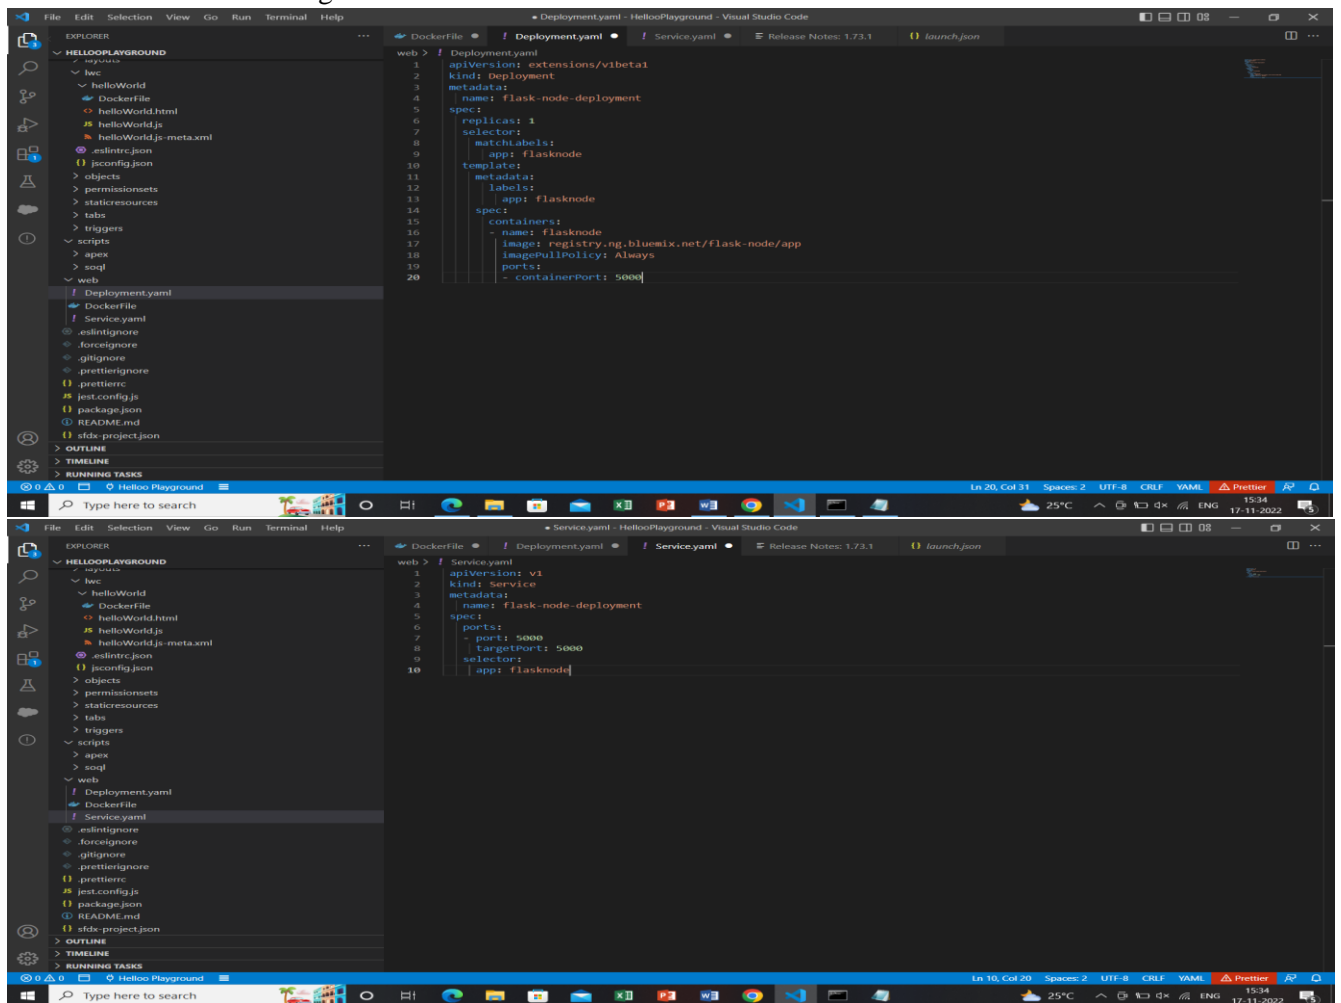 File Edit Selection View Go Run Terminal Help
● Deployment.yaml - HellooPlayground - Visual Studio Code
EXPLORER
HELLOOPLAYGROUND
layouts
lwc
helloWorld
DockerFile
helloWorld.html
helloWorld.js
helloWorld.js-meta.xml
.eslintrc.json
jsconfig.json
objects
permissionsets
staticresources
tabs
triggers
scripts
apex
soql
web
Deployment.yaml
DockerFile
Service.yaml
.eslintignore
.forceignore
.gitignore
.prettierignore
.prettierrc
jest.config.js
package.json
README.md
sfdx-project.json
OUTLINE
TIMELINE
RUNNING TASKS
DockerFile ● ! Deployment.yaml ● ! Service.yaml ● Release Notes: 1.73.1 {} launch.json
web > ! Deployment.yaml
1 apiVersion: extensions/v1beta1
2 kind: Deployment
3 metadata:
4 name: flask-node-deployment
5 spec:
6 replicas: 1
7 selector:
8 matchLabels:
9 app: flasknode
10 template:
11 metadata:
12 labels:
13 app: flasknode
14 spec:
15 containers:
16 - name: flasknode
17 image: registry.ng.bluemix.net/flask-node/app
18 imagePullPolicy: Always
19 ports:
20 - containerPort: 5000
0 0 Helloo Playground Ln 20, Col 31 Spaces: 2 UTF-8 CRLF YAML Prettier
Type here to search 25°C ENG 15:34
17-11-2022
File Edit Selection View Go Run Terminal Help
● Service.yaml - HellooPlayground - Visual Studio Code
EXPLORER
HELLOOPLAYGROUND
layouts
lwc
helloWorld
DockerFile
helloWorld.html
helloWorld.js
helloWorld.js-meta.xml
.eslintrc.json
jsconfig.json
objects
permissionsets
staticresources
tabs
triggers
scripts
apex
soql
web
Deployment.yaml
DockerFile
Service.yaml
.eslintignore
.forceignore
.gitignore
.prettierignore
.prettierrc
jest.config.js
package.json
README.md
sfdx-project.json
OUTLINE
TIMELINE
RUNNING TASKS
DockerFile ● ! Deployment.yaml ● ! Service.yaml ● Release Notes: 1.73.1 {} launch.json
web > ! Service.yaml
1 apiVersion: v1
2 kind: Service
3 metadata:
4 name: flask-node-deployment
5 spec:
6 ports:
7 - port: 5000
8 targetPort: 5000
9 selector:
10 app: flasknode
0 0 Helloo Playground Ln 10, Col 20 Spaces: 2 UTF-8 CRLF YAML Prettier
Type here to search 25°C ENG 15:34
17-11-2022